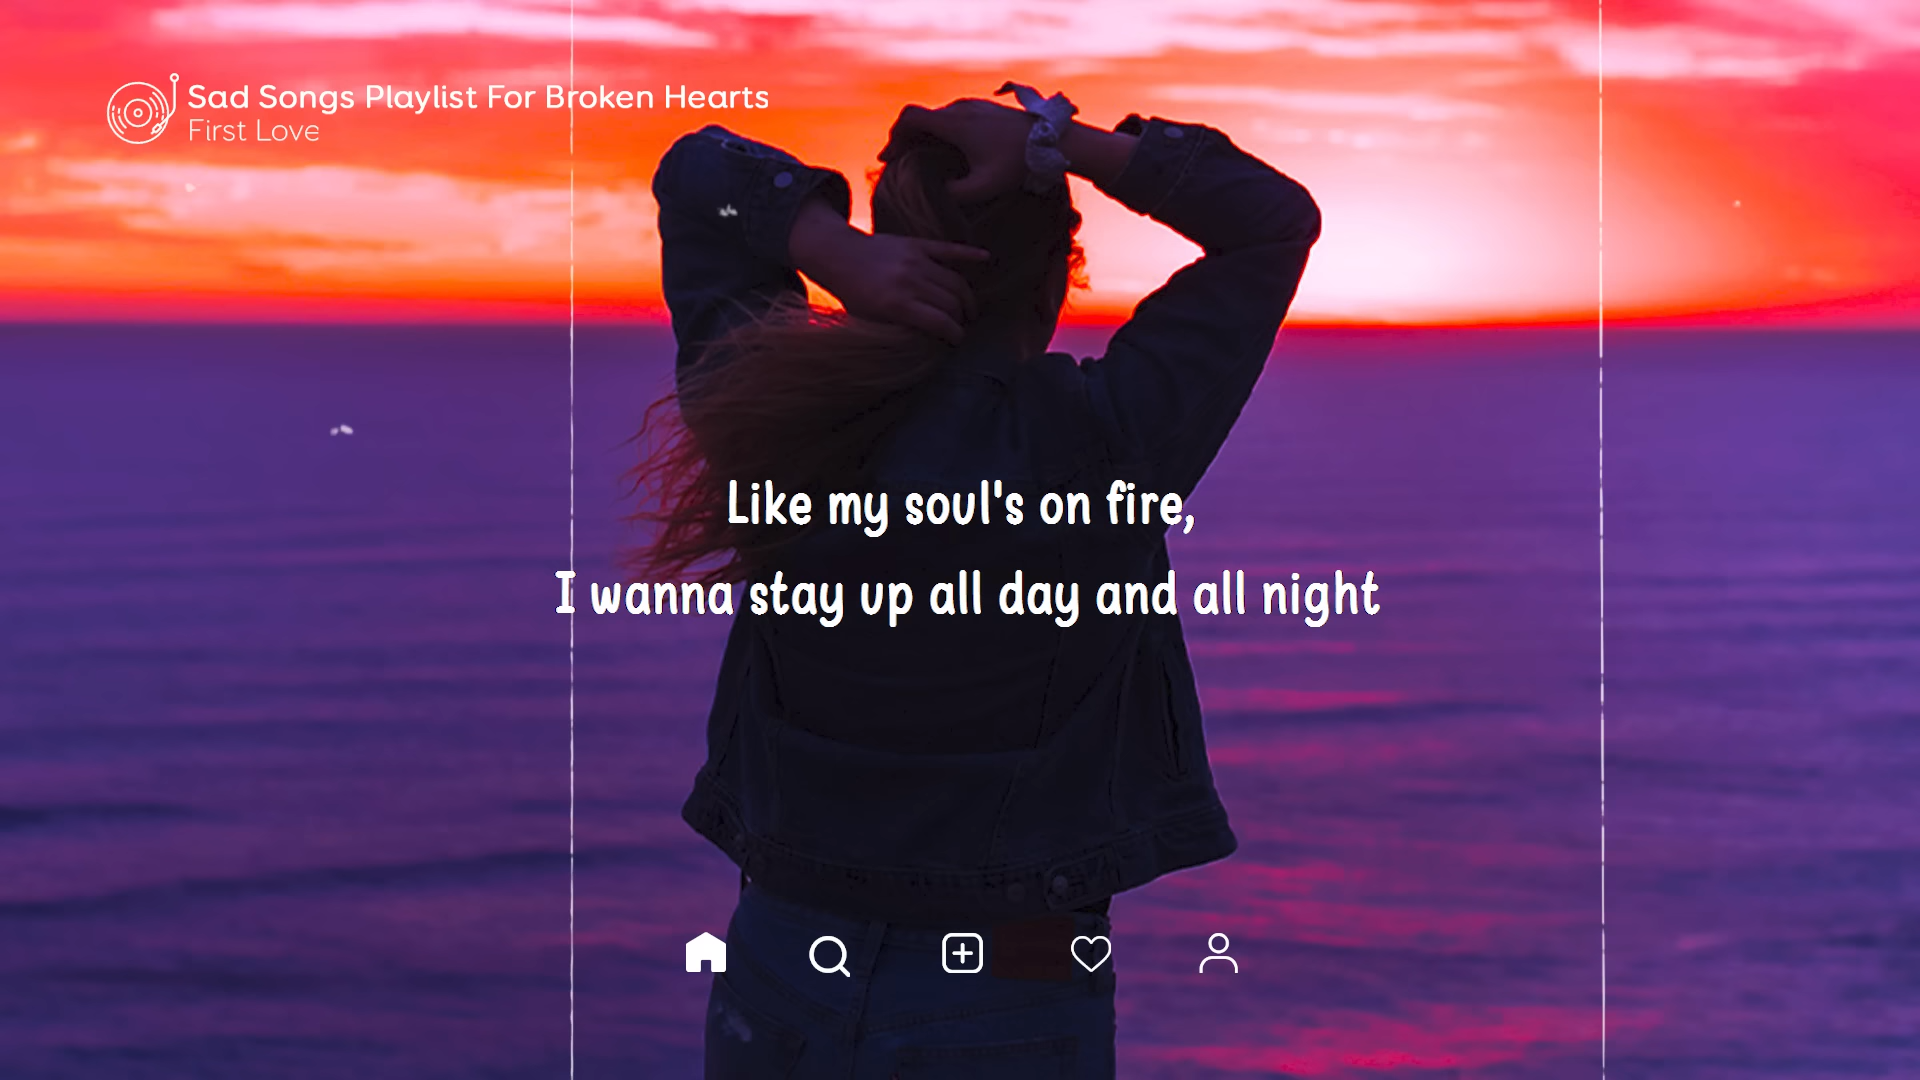 Sad Songs Playlist For Broken Hearts
First Love
Like my soul's on fire,
I wanna stay up all day and all night